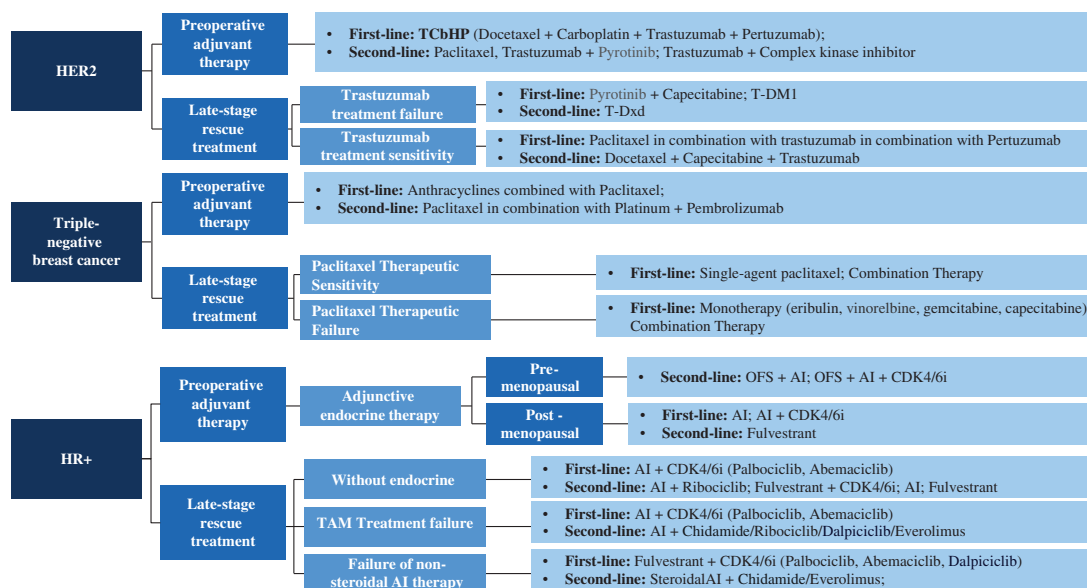 HER2
Preoperative
adjuvant
therapy
• First-line: TCbHP (Docetaxel + Carboplatin + Trastuzumab + Pertuzumab);
• Second-line: Paclitaxel, Trastuzumab + Pyrotinib; Trastuzumab + Complex kinase inhibitor
Late-stage
rescue
treatment
Trastuzumab
treatment failure
• First-line: Pyrotinib + Capecitabine; T-DM1
• Second-line: T-Dxd
Trastuzumab
treatment sensitivity
• First-line: Paclitaxel in combination with trastuzumab in combination with Pertuzumab
• Second-line: Docetaxel + Capecitabine + Trastuzumab
Triple-
negative
breast cancer
Preoperative
adjuvant
therapy
• First-line: Anthracyclines combined with Paclitaxel;
• Second-line: Paclitaxel in combination with Platinum + Pembrolizumab
Late-stage
rescue
treatment
Paclitaxel Therapeutic
Sensitivity
• First-line: Single-agent paclitaxel; Combination Therapy
Paclitaxel Therapeutic
Failure
• First-line: Monotherapy (eribulin, vinorelbine, gemcitabine, capecitabine)
Combination Therapy
HR+
Preoperative
adjuvant
therapy
Adjunctive
endocrine therapy
Pre-
menopausal
• Second-line: OFS + AI; OFS + AI + CDK4/6i
Post -
menopausal
• First-line: AI; AI + CDK4/6i
• Second-line: Fulvestrant
Late-stage
rescue
treatment
Without endocrine
• First-line: AI + CDK4/6i (Palbociclib, Abemaciclib)
• Second-line: AI + Ribociclib; Fulvestrant + CDK4/6i; AI; Fulvestrant
TAM Treatment failure
• First-line: AI + CDK4/6i (Palbociclib, Abemaciclib)
• Second-line: AI + Chidamide/Ribociclib/Dalpiciclib/Everolimus
Failure of non-
steroidal AI therapy
• First-line: Fulvestrant + CDK4/6i (Palbociclib, Abemaciclib, Dalpiciclib)
• Second-line: SteroidalAI + Chidamide/Everolimus;